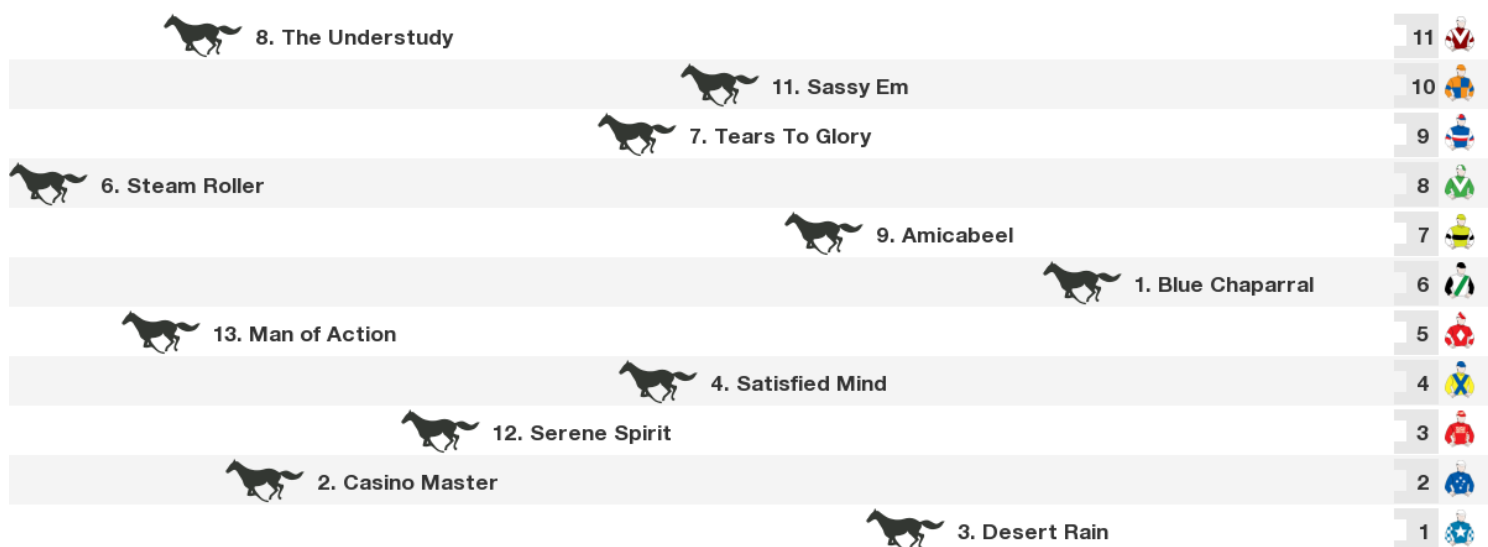 8. The Understudy 11
11. Sassy Em 10
7. Tears To Glory 9
6. Steam Roller 8
9. Amicabeel 7
1. Blue Chaparral 6
13. Man of Action 5
4. Satisfied Mind 4
12. Serene Spirit 3
2. Casino Master 2
3. Desert Rain 1